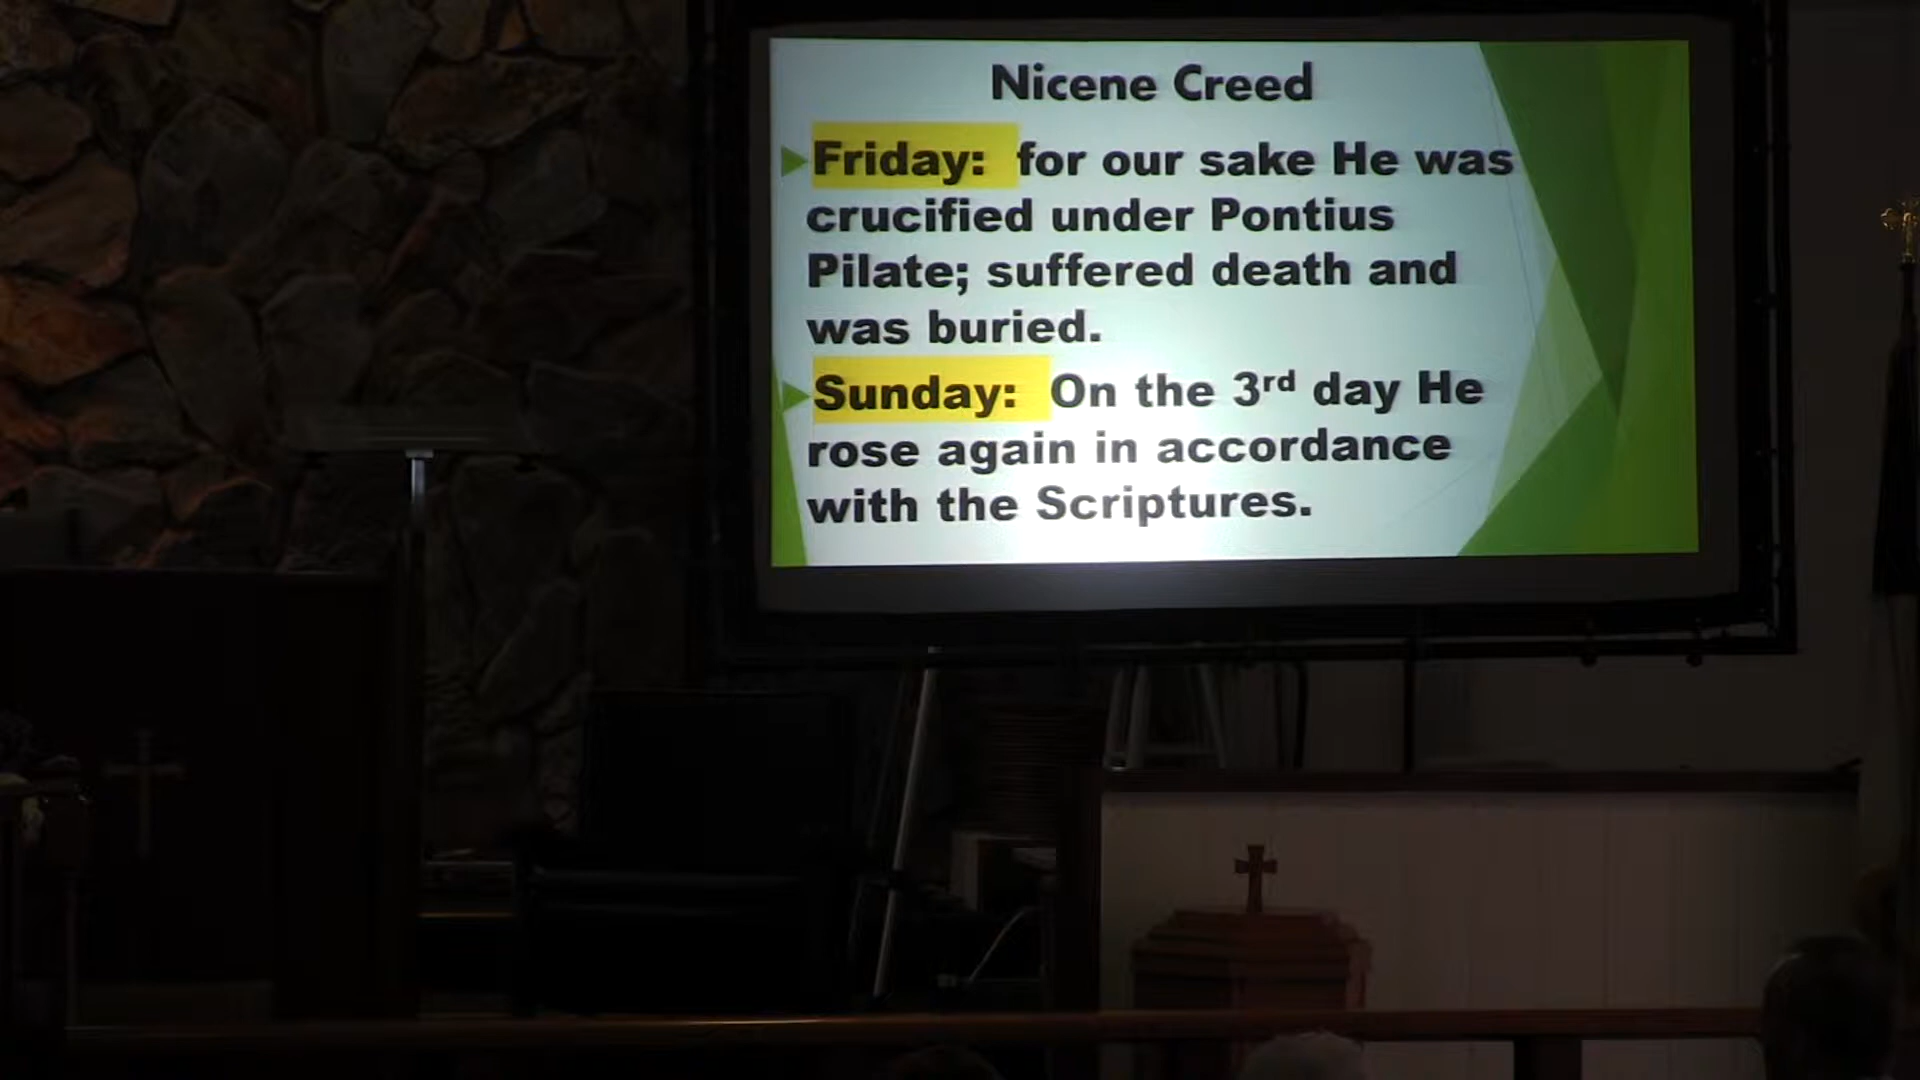 Nicene Creed
Friday: for our sake He was
crucified under Pontius
Pilate; suffered death and
was buried.
Sunday: On the 3rd day He
rose again in accordance
with the Scriptures.